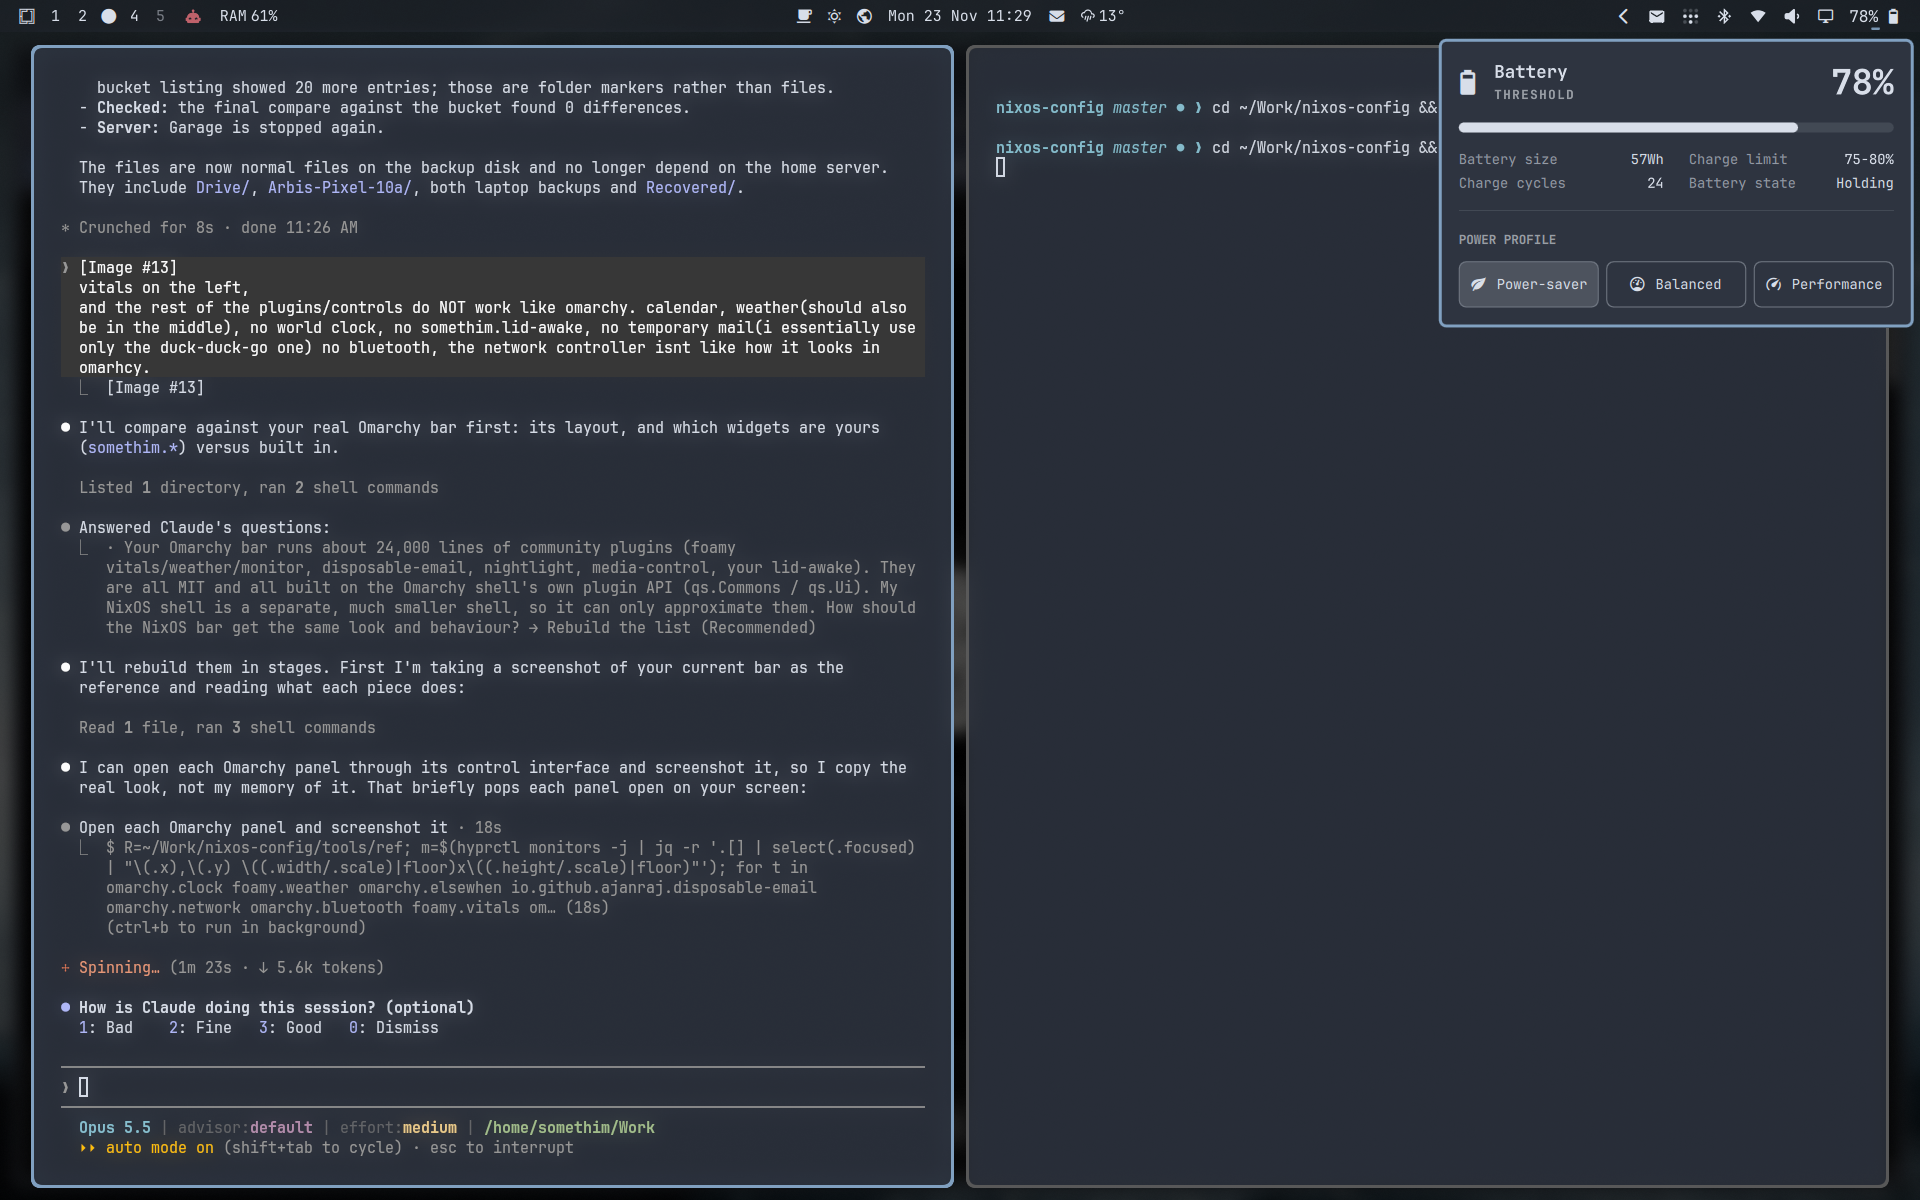 1 2 4 5 RAM 61% Mon 23 Nov 11:29 13° 78%
bucket listing showed 20 more entries; those are folder markers rather than files.
- Checked: the final compare against the bucket found 0 differences.
- Server: Garage is stopped again.
The files are now normal files on the backup disk and no longer depend on the home server.
They include Drive/, Arbis-Pixel-10a/, both laptop backups and Recovered/.
* Crunched for 8s · done 11:26 AM
❯ [Image #13]
vitals on the left,
and the rest of the plugins/controls do NOT work like omarchy. calendar, weather(should also
be in the middle), no world clock, no somethim.lid-awake, no temporary mail(i essentially use
only the duck-duck-go one) no bluetooth, the network controller isnt like how it looks in
omarhcy.
⎿ [Image #13]
● I'll compare against your real Omarchy bar first: its layout, and which widgets are yours
(somethim.*) versus built in.
Listed 1 directory, ran 2 shell commands
● Answered Claude's questions:
⎿ · Your Omarchy bar runs about 24,000 lines of community plugins (foamy
vitals/weather/monitor, disposable-email, nightlight, media-control, your lid-awake). They
are all MIT and all built on the Omarchy shell's own plugin API (qs.Commons / qs.Ui). My
NixOS shell is a separate, much smaller shell, so it can only approximate them. How should
the NixOS bar get the same look and behaviour? → Rebuild the list (Recommended)
● I'll rebuild them in stages. First I'm taking a screenshot of your current bar as the
reference and reading what each piece does:
Read 1 file, ran 3 shell commands
● I can open each Omarchy panel through its control interface and screenshot it, so I copy the
real look, not my memory of it. That briefly pops each panel open on your screen:
● Open each Omarchy panel and screenshot it · 18s
⎿ $ R=~/Work/nixos-config/tools/ref; m=$(hyprctl monitors -j | jq -r '.[] | select(.focused)
| "\(.x),\(.y) \((.width/.scale)|floor)x\((.height/.scale)|floor)"'); for t in
omarchy.clock foamy.weather omarchy.elsewhen io.github.ajanraj.disposable-email
omarchy.network omarchy.bluetooth foamy.vitals om… (18s)
(ctrl+b to run in background)
+ Spinning… (1m 23s · ↓ 5.6k tokens)
● How is Claude doing this session? (optional)
1: Bad 2: Fine 3: Good 0: Dismiss
❯
Opus 5.5 | advisor:default | effort:medium | /home/somethim/Work
⏵⏵ auto mode on (shift+tab to cycle) · esc to interrupt
nixos-config master ● ❯ cd ~/Work/nixos-config &&
nixos-config master ● ❯ cd ~/Work/nixos-config &&
Battery 78%
THRESHOLD
Battery size 57Wh Charge limit 75-80%
Charge cycles 24 Battery state Holding
POWER PROFILE
Power-saver Balanced Performance